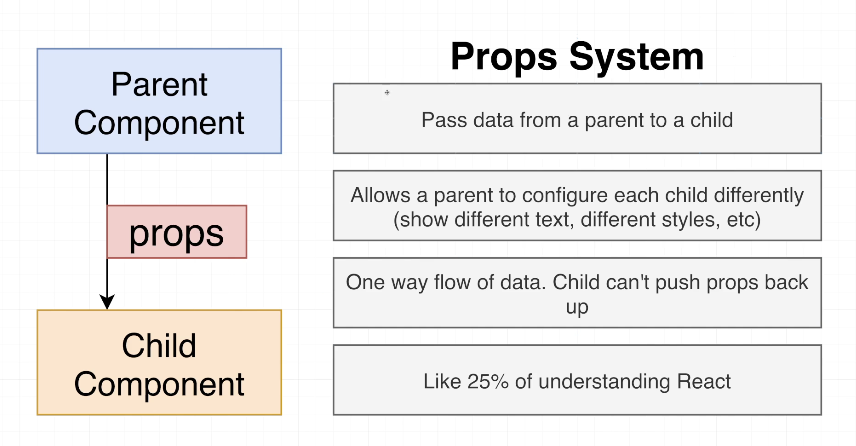 Parent
Component
props
Child
Component
Props System
Pass data from a parent to a child
Allows a parent to configure each child differently
(show different text, different styles, etc)
One way flow of data. Child can't push props back
up
Like 25% of understanding React